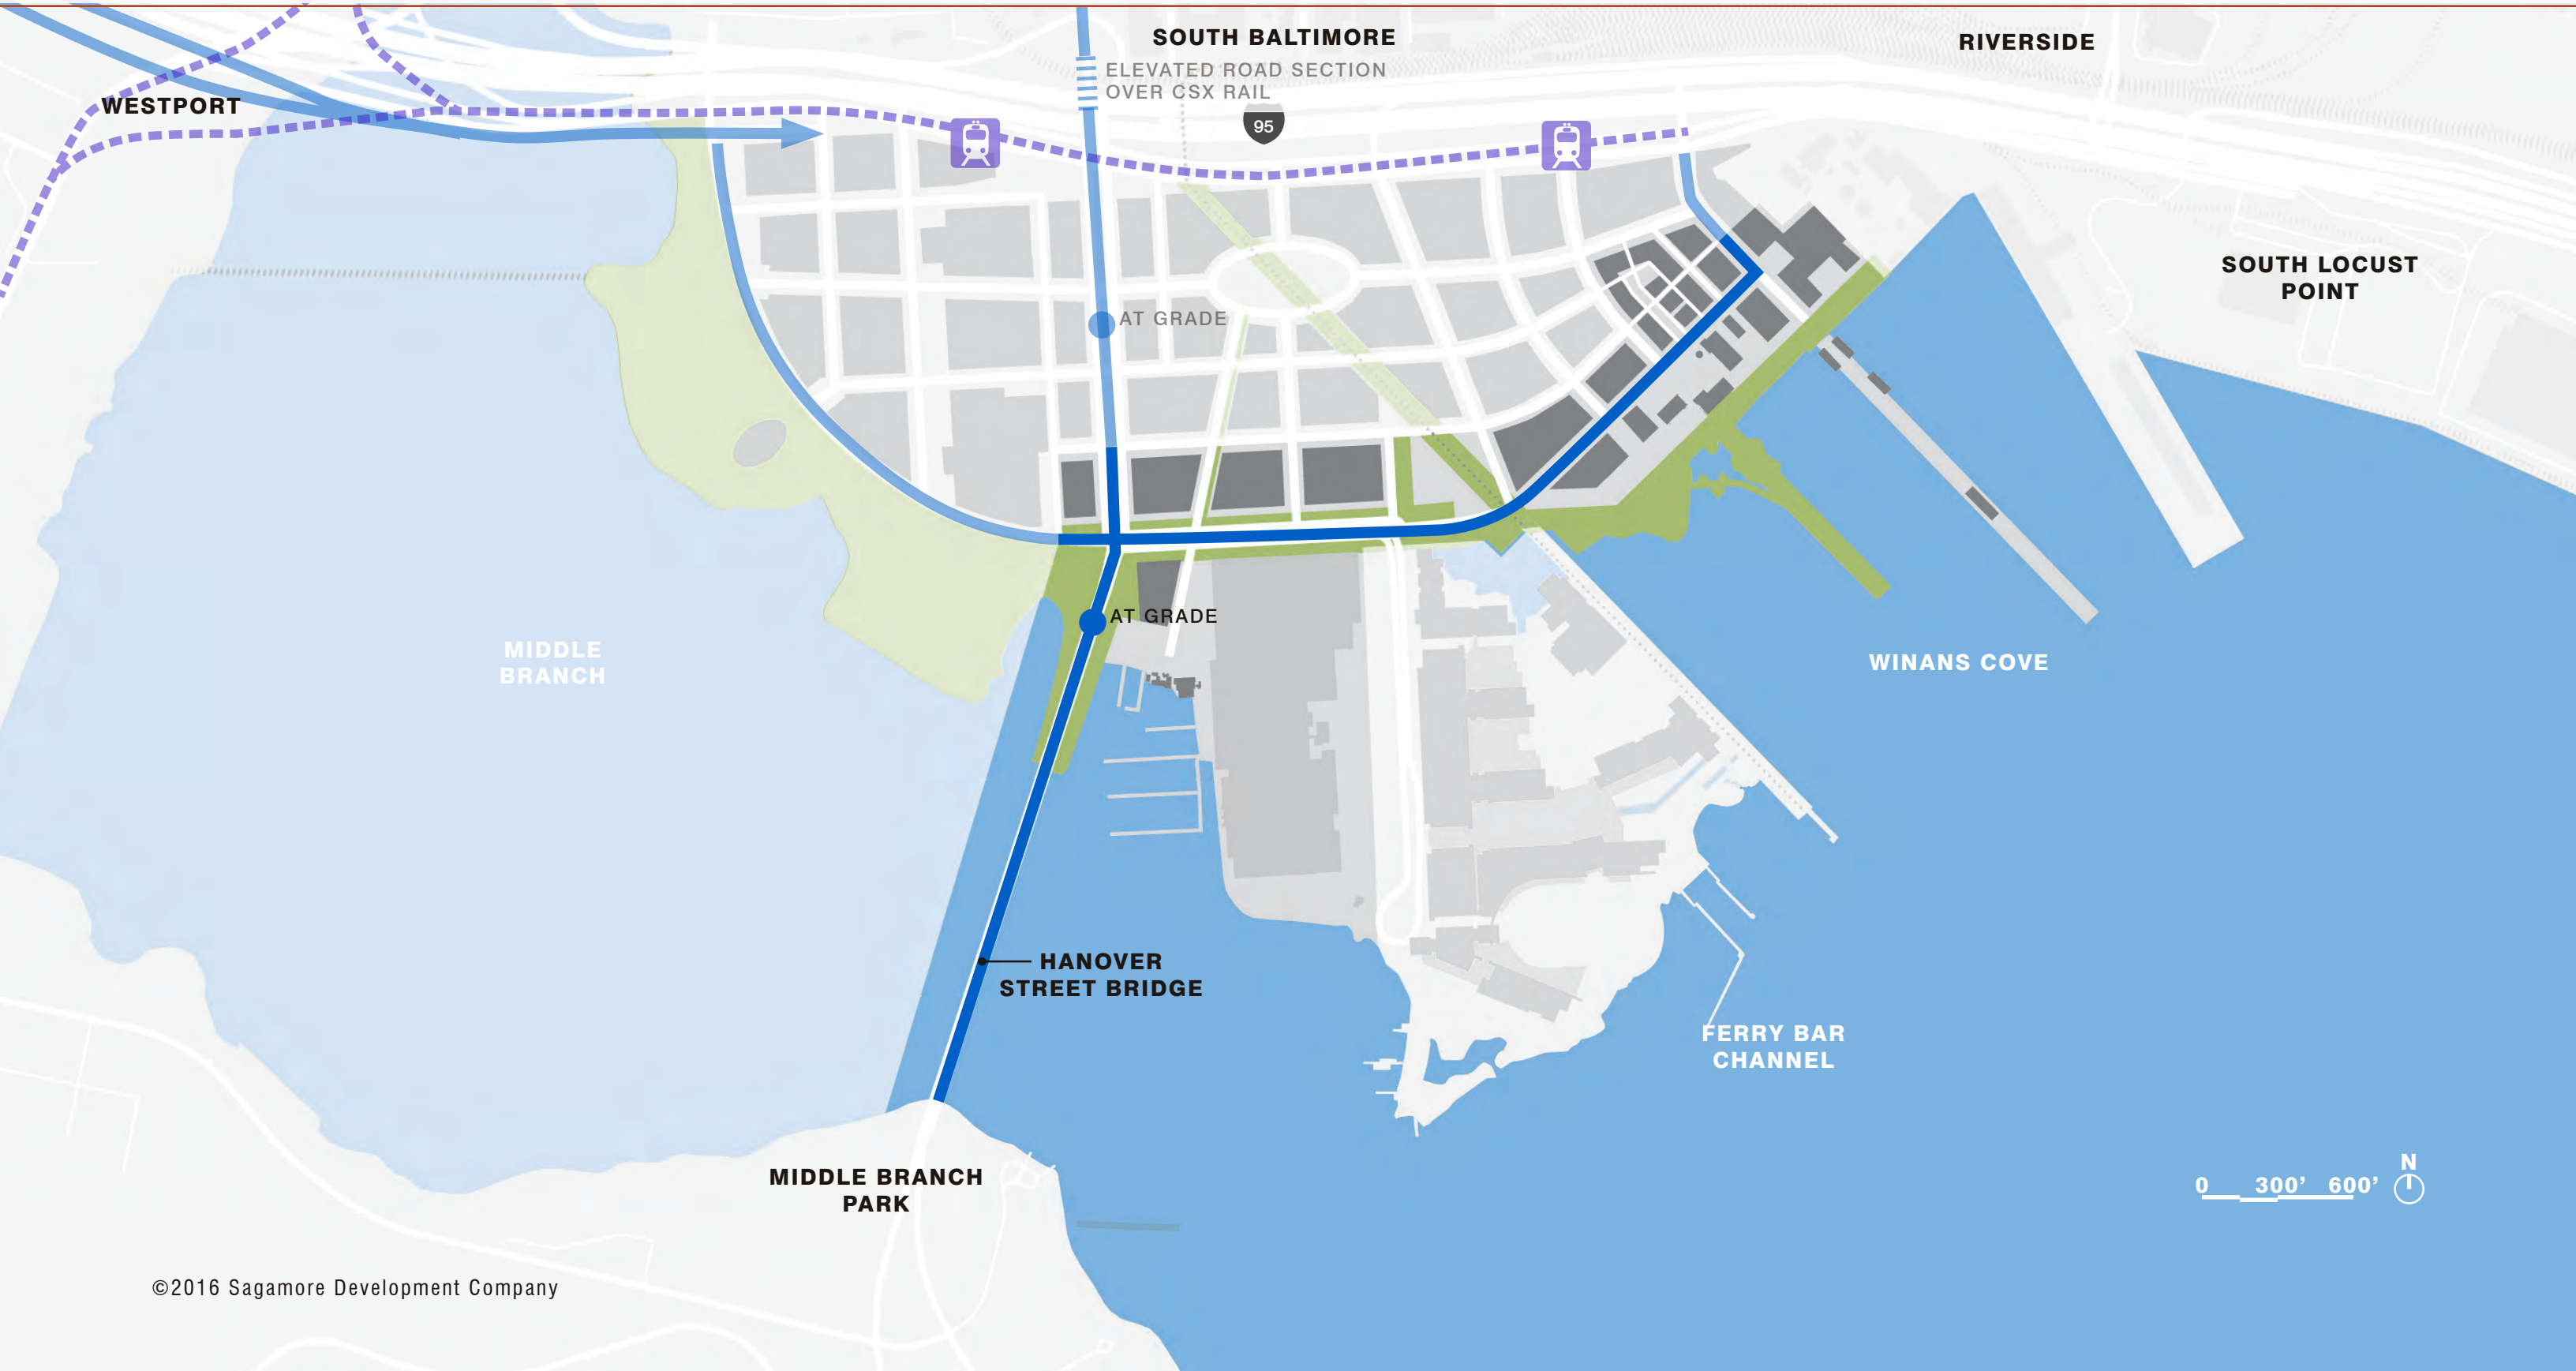 SOUTH BALTIMORE
RIVERSIDE
ELEVATED ROAD SECTION
OVER CSX RAIL
WESTPORT
95
SOUTH LOCUST
POINT
AT GRADE
AT GRADE
MIDDLE
BRANCH
WINANS COVE
HANOVER
STREET BRIDGE
FERRY BAR
CHANNEL
MIDDLE BRANCH
PARK
N
0 300’ 600’
©2016 Sagamore Development Company